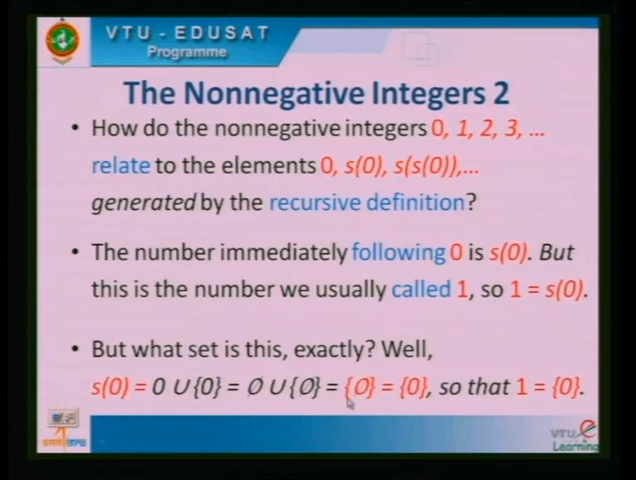 VTU - EDUSAT
Programme
The Nonnegative Integers 2
• How do the nonnegative integers 0, 1, 2, 3, ...
relate to the elements 0, s(0), s(s(0)),...
generated by the recursive definition?
• The number immediately following 0 is s(0). But
this is the number we usually called 1, so 1 = s(0).
• But what set is this, exactly? Well,
s(0) = 0 U {0} = Ø U {Ø} = {Ø} = {0}, so that 1 = {0}.
VTU e
Learning